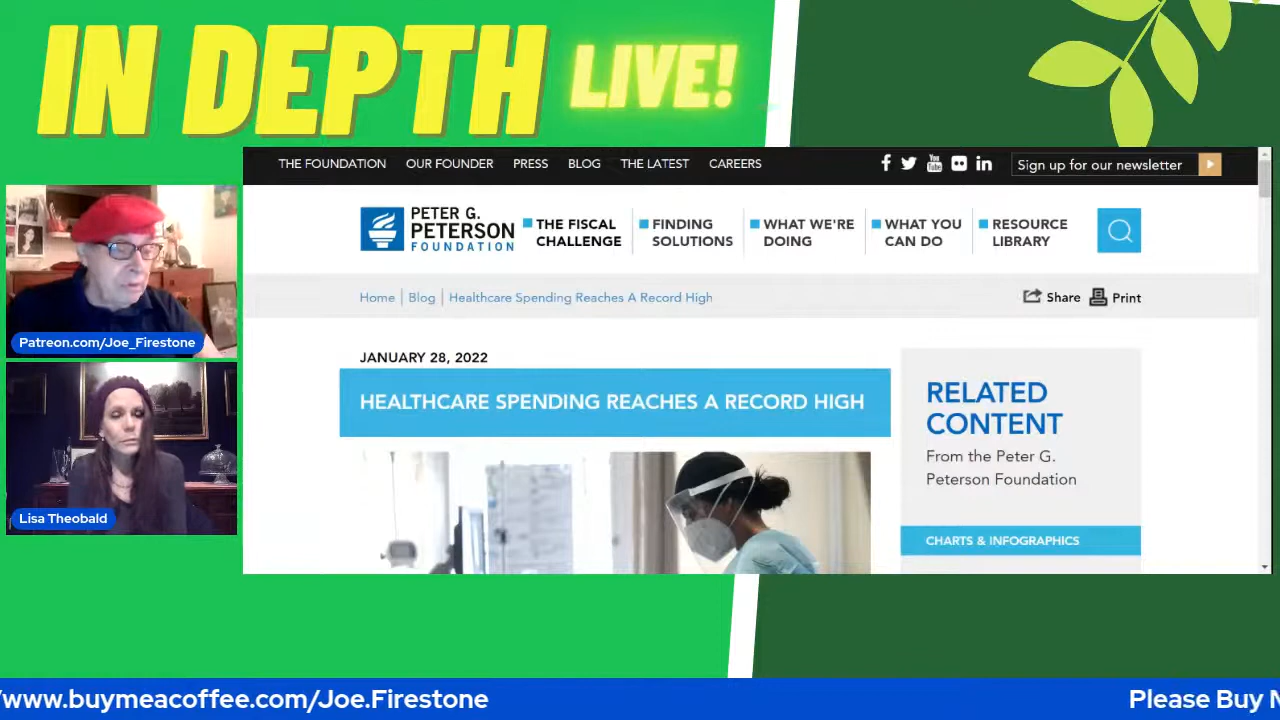 IN DEPTH LIVE!
THE FOUNDATION OUR FOUNDER PRESS BLOG THE LATEST CAREERS
Sign up for our newsletter
PETER G.
PETERSON
FOUNDATION
THE FISCAL
CHALLENGE
FINDING
SOLUTIONS
WHAT WE'RE
DOING
WHAT YOU
CAN DO
RESOURCE
LIBRARY
Home Blog Healthcare Spending Reaches A Record High
Share Print
JANUARY 28, 2022
HEALTHCARE SPENDING REACHES A RECORD HIGH
RELATED
CONTENT
From the Peter G.
Peterson Foundation
CHARTS & INFOGRAPHICS
Patreon.com/Joe_Firestone
Lisa Theobald
/www.buymeacoffee.com/Joe.Firestone
Please Buy